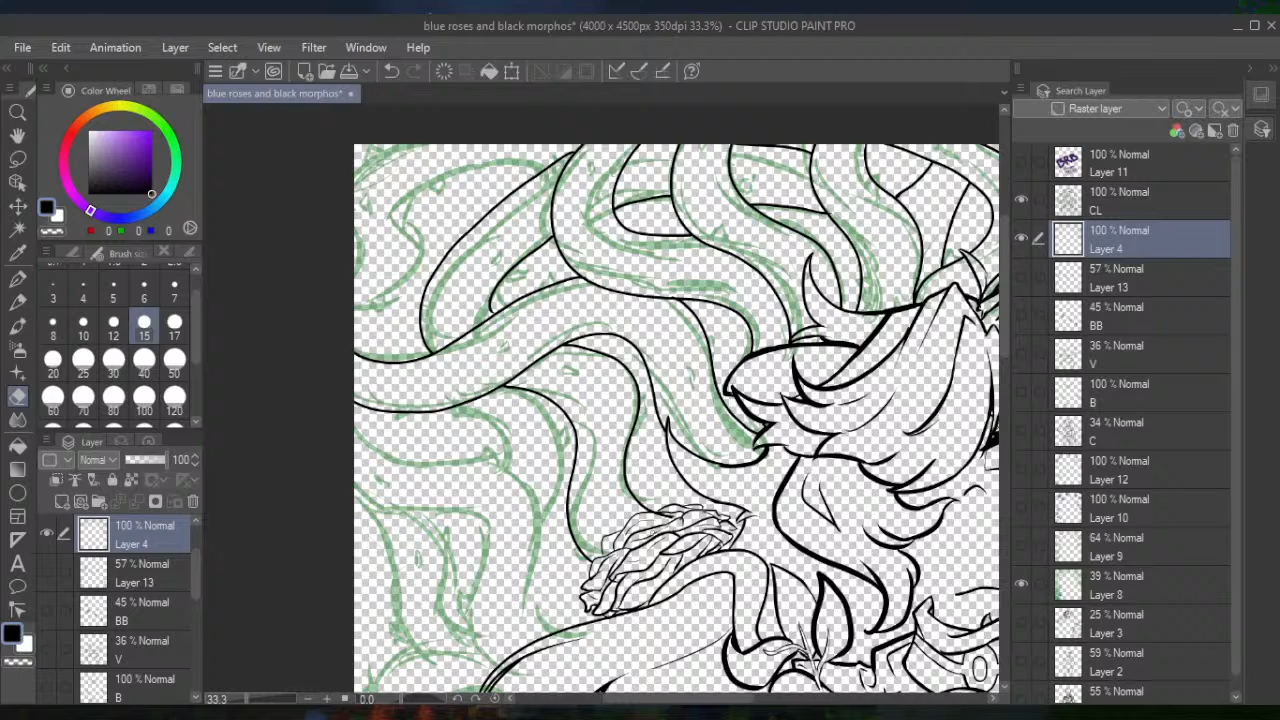 blue roses and black morphos* (4000 x 4500px 350dpi 33.3%) - CLIP STUDIO PAINT PRO
File Edit Animation Layer Select View Filter Window Help
Color Wheel
blue roses and black morphos*
Search Layer
Raster layer
0 0 0
Brush size
3 4 5 6 7
8 10 12 15 17
20 25 30 40 50
60 70 80 100 120
Layer
Normal 100
100 % Normal
Layer 4
57 % Normal
Layer 13
45 % Normal
BB
36 % Normal
V
100 % Normal
B
BRB
100 % Normal
Layer 11
100 % Normal
CL
100 % Normal
Layer 4
57 % Normal
Layer 13
45 % Normal
BB
36 % Normal
V
100 % Normal
B
34 % Normal
C
100 % Normal
Layer 12
100 % Normal
Layer 10
64 % Normal
Layer 9
39 % Normal
Layer 8
25 % Normal
Layer 3
59 % Normal
Layer 2
55 % Normal
33.3 0.0